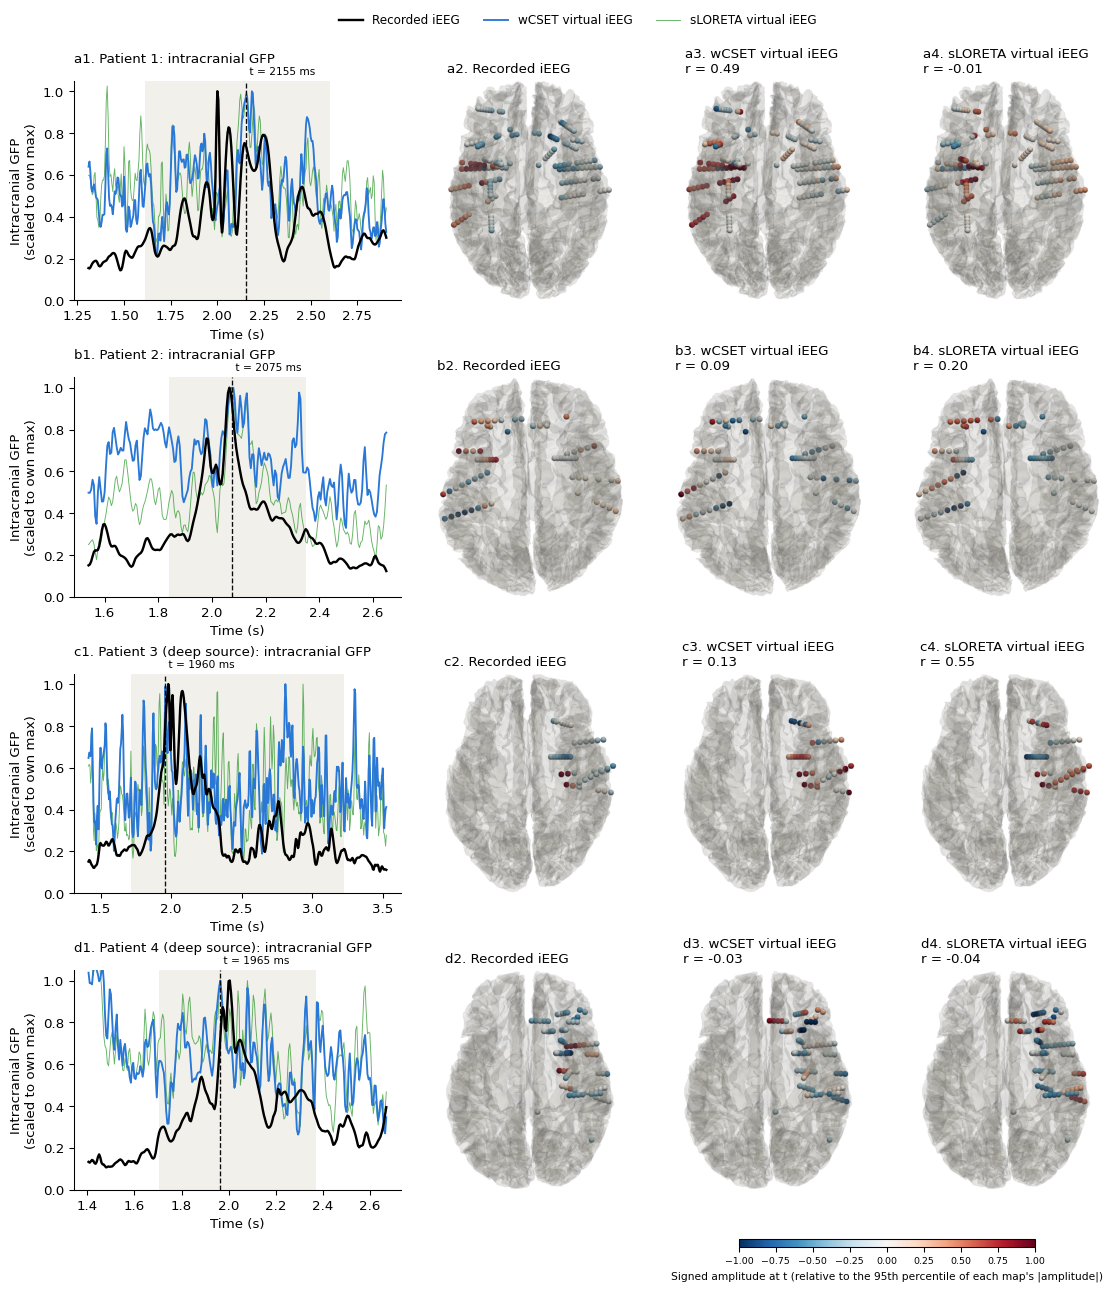 Recorded iEEG
wCSET virtual iEEG
sLORETA virtual iEEG
a1. Patient 1: intracranial GFP
t = 2155 ms
Intracranial GFP
(scaled to own max)
1.0
0.8
0.6
0.4
0.2
0.0
1.25 1.50 1.75 2.00 2.25 2.50 2.75
Time (s)
a2. Recorded iEEG
a3. wCSET virtual iEEG
r = 0.49
a4. sLORETA virtual iEEG
r = -0.01
b1. Patient 2: intracranial GFP
t = 2075 ms
Intracranial GFP
(scaled to own max)
1.0
0.8
0.6
0.4
0.2
0.0
1.6 1.8 2.0 2.2 2.4 2.6
Time (s)
b2. Recorded iEEG
b3. wCSET virtual iEEG
r = 0.09
b4. sLORETA virtual iEEG
r = 0.20
c1. Patient 3 (deep source): intracranial GFP
t = 1960 ms
Intracranial GFP
(scaled to own max)
1.0
0.8
0.6
0.4
0.2
0.0
1.5 2.0 2.5 3.0 3.5
Time (s)
c2. Recorded iEEG
c3. wCSET virtual iEEG
r = 0.13
c4. sLORETA virtual iEEG
r = 0.55
d1. Patient 4 (deep source): intracranial GFP
t = 1965 ms
Intracranial GFP
(scaled to own max)
1.0
0.8
0.6
0.4
0.2
0.0
1.4 1.6 1.8 2.0 2.2 2.4 2.6
Time (s)
d2. Recorded iEEG
d3. wCSET virtual iEEG
r = -0.03
d4. sLORETA virtual iEEG
r = -0.04
−1.00 −0.75 −0.50 −0.25 0.00 0.25 0.50 0.75 1.00
Signed amplitude at t (relative to the 95th percentile of each map's |amplitude|)